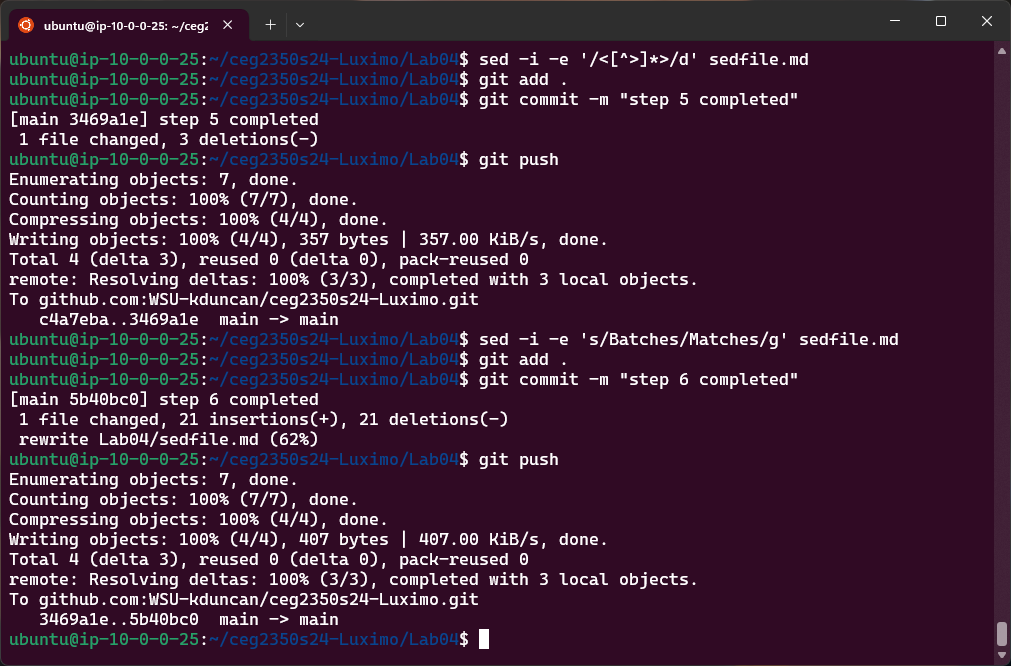 ubuntu@ip-10-0-0-25: ~/ceg2
ubuntu@ip-10-0-0-25:~/ceg2350s24-Luximo/Lab04$ sed -i -e '/<[^>]*>/d' sedfile.md
ubuntu@ip-10-0-0-25:~/ceg2350s24-Luximo/Lab04$ git add .
ubuntu@ip-10-0-0-25:~/ceg2350s24-Luximo/Lab04$ git commit -m "step 5 completed"
[main 3469a1e] step 5 completed
 1 file changed, 3 deletions(-)
ubuntu@ip-10-0-0-25:~/ceg2350s24-Luximo/Lab04$ git push
Enumerating objects: 7, done.
Counting objects: 100% (7/7), done.
Compressing objects: 100% (4/4), done.
Writing objects: 100% (4/4), 357 bytes | 357.00 KiB/s, done.
Total 4 (delta 3), reused 0 (delta 0), pack-reused 0
remote: Resolving deltas: 100% (3/3), completed with 3 local objects.
To github.com:WSU-kduncan/ceg2350s24-Luximo.git
   c4a7eba..3469a1e  main -> main
ubuntu@ip-10-0-0-25:~/ceg2350s24-Luximo/Lab04$ sed -i -e 's/Batches/Matches/g' sedfile.md
ubuntu@ip-10-0-0-25:~/ceg2350s24-Luximo/Lab04$ git add .
ubuntu@ip-10-0-0-25:~/ceg2350s24-Luximo/Lab04$ git commit -m "step 6 completed"
[main 5b40bc0] step 6 completed
 1 file changed, 21 insertions(+), 21 deletions(-)
 rewrite Lab04/sedfile.md (62%)
ubuntu@ip-10-0-0-25:~/ceg2350s24-Luximo/Lab04$ git push
Enumerating objects: 7, done.
Counting objects: 100% (7/7), done.
Compressing objects: 100% (4/4), done.
Writing objects: 100% (4/4), 407 bytes | 407.00 KiB/s, done.
Total 4 (delta 3), reused 0 (delta 0), pack-reused 0
remote: Resolving deltas: 100% (3/3), completed with 3 local objects.
To github.com:WSU-kduncan/ceg2350s24-Luximo.git
   3469a1e..5b40bc0  main -> main
ubuntu@ip-10-0-0-25:~/ceg2350s24-Luximo/Lab04$